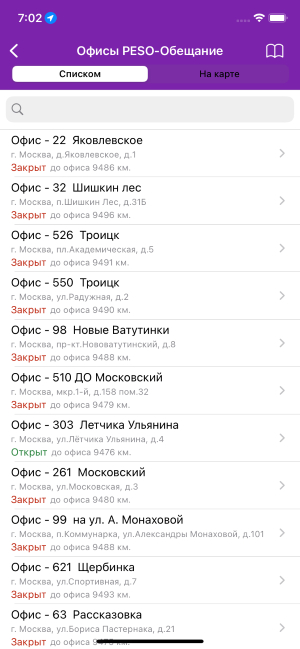 7:02
Офисы PESO-Обещание
Списком
На карте
Офис - 22 Яковлевское
г. Москва, д.Яковлевское, д.1
Закрыт до офиса 9486 км.
Офис - 32 Шишкин лес
г. Москва, п.Шишкин Лес, д.31Б
Закрыт до офиса 9496 км.
Офис - 526 Троицк
г. Москва, пл.Академическая, д.5
Закрыт до офиса 9491 км.
Офис - 550 Троицк
г. Москва, ул.Радужная, д.2
Закрыт до офиса 9490 км.
Офис - 98 Новые Ватутинки
г. Москва, пр-кт.Нововатутинский, д.8
Закрыт до офиса 9488 км.
Офис - 510 ДО Московский
г. Москва, мкр.1-й, д.158 пом.32
Закрыт до офиса 9479 км.
Офис - 303 Летчика Ульянина
г. Москва, ул.Лётчика Ульянина, д.4
Открыт до офиса 9476 км.
Офис - 261 Московский
г. Москва, ул.Московская, д.3
Закрыт до офиса 9480 км.
Офис - 99 на ул. А. Монаховой
г. Москва, п.Коммунарка, ул.Александры Монаховой, д.101
Закрыт до офиса 9488 км.
Офис - 621 Щербинка
г. Москва, ул.Спортивная, д.7
Закрыт до офиса 9493 км.
Офис - 63 Рассказовка
г. Москва, ул.Бориса Пастернака, д.21
Закрыт до офиса км.